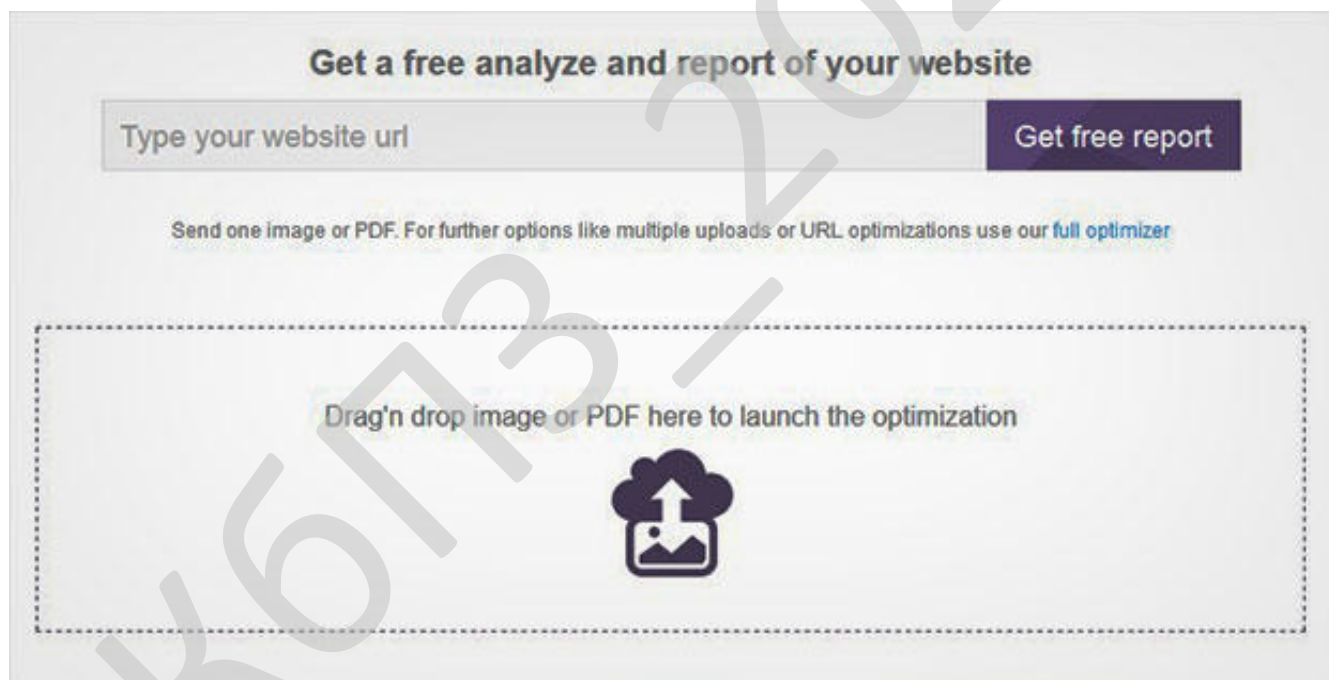 Get a free analyze and report of your website
Type your website url
Get free report
Send one image or PDF. For further options like multiple uploads or URL optimizations use our full optimizer
Drag'n drop image or PDF here to launch the optimization